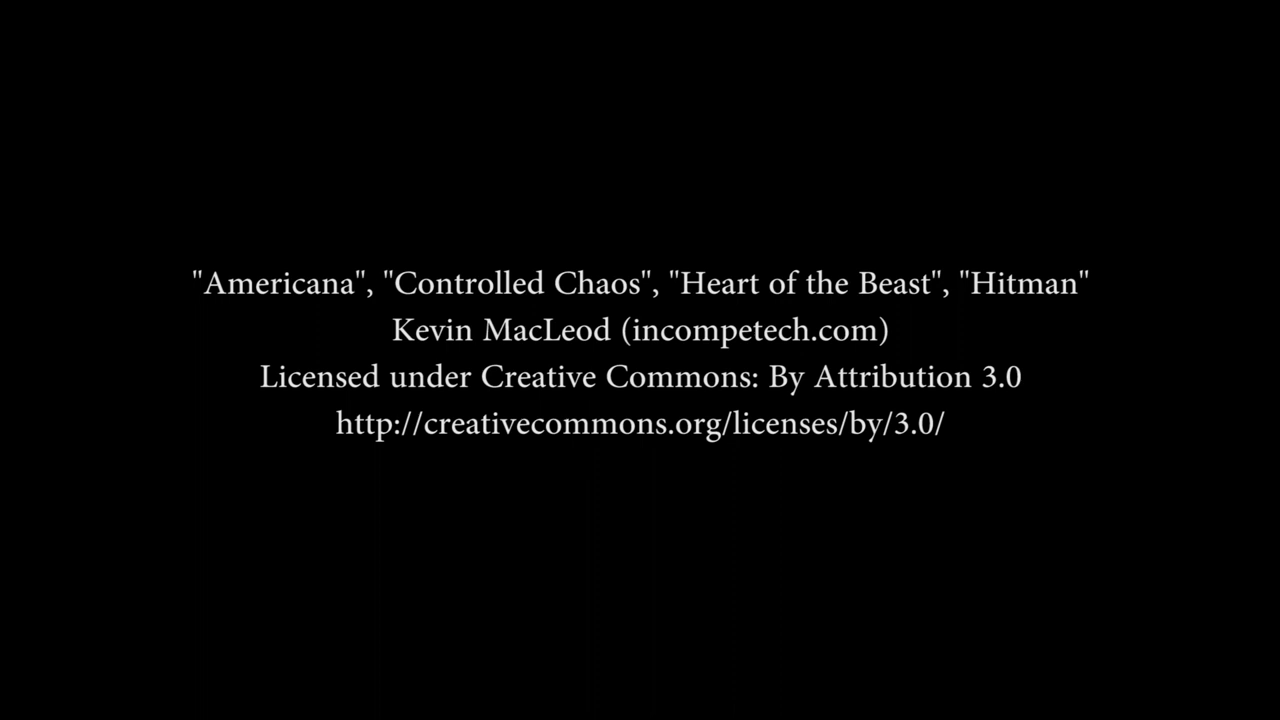 "Americana", "Controlled Chaos", "Heart of the Beast", "Hitman"
Kevin MacLeod (incompetech.com)
Licensed under Creative Commons: By Attribution 3.0
http://creativecommons.org/licenses/by/3.0/